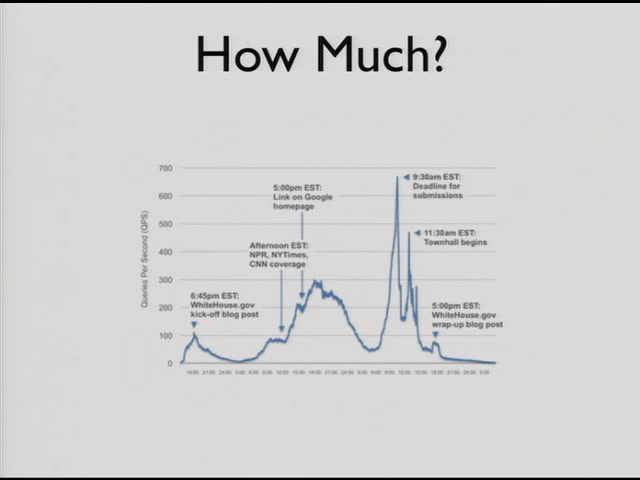 How Much?
700
600
500
400
300
200
100
0
Queries Per Second (QPS)
6:45pm EST:
WhiteHouse.gov
kick-off blog post
Afternoon EST:
NPR, NYTimes,
CNN coverage
5:00pm EST:
Link on Google
homepage
9:30am EST:
Deadline for
submissions
11:30am EST:
Townhall begins
5:00pm EST:
WhiteHouse.gov
wrap-up blog post